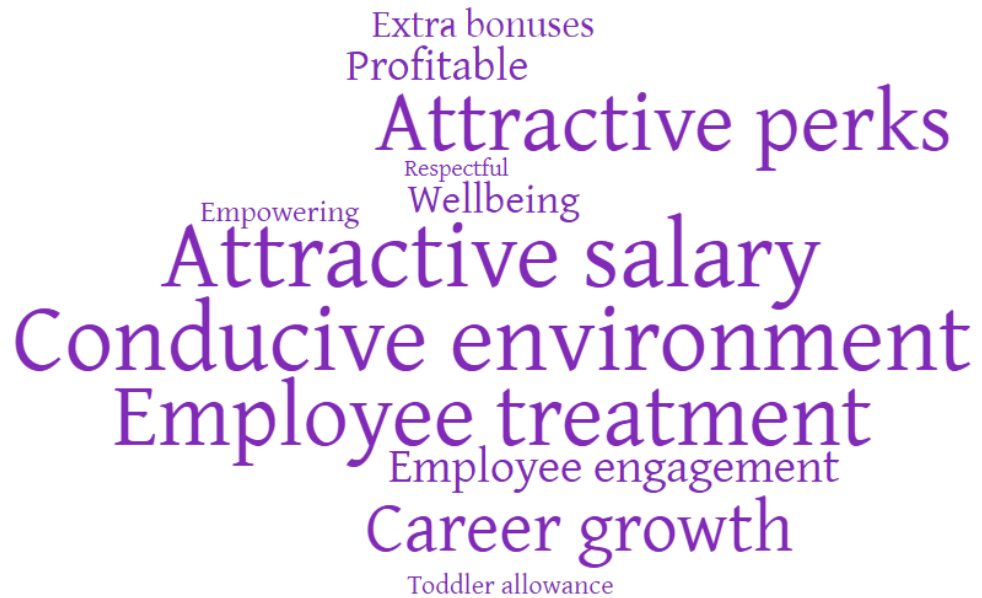 Extra bonuses
Profitable
Attractive perks
Respectful
Wellbeing
Empowering
Attractive salary
Conducive environment
Employee treatment
Employee engagement
Career growth
Toddler allowance